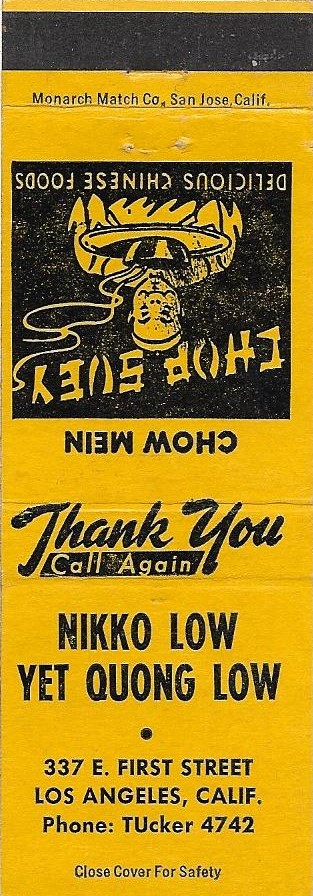 Monarch Match Co., San Jose, Calif.
DELICIOUS CHINESE FOODS
CHOP SUEY
CHOW MEIN
Thank You
Call Again
NIKKO LOW
YET QUONG LOW
337 E. FIRST STREET
LOS ANGELES, CALIF.
Phone: TUcker 4742
Close Cover For Safety